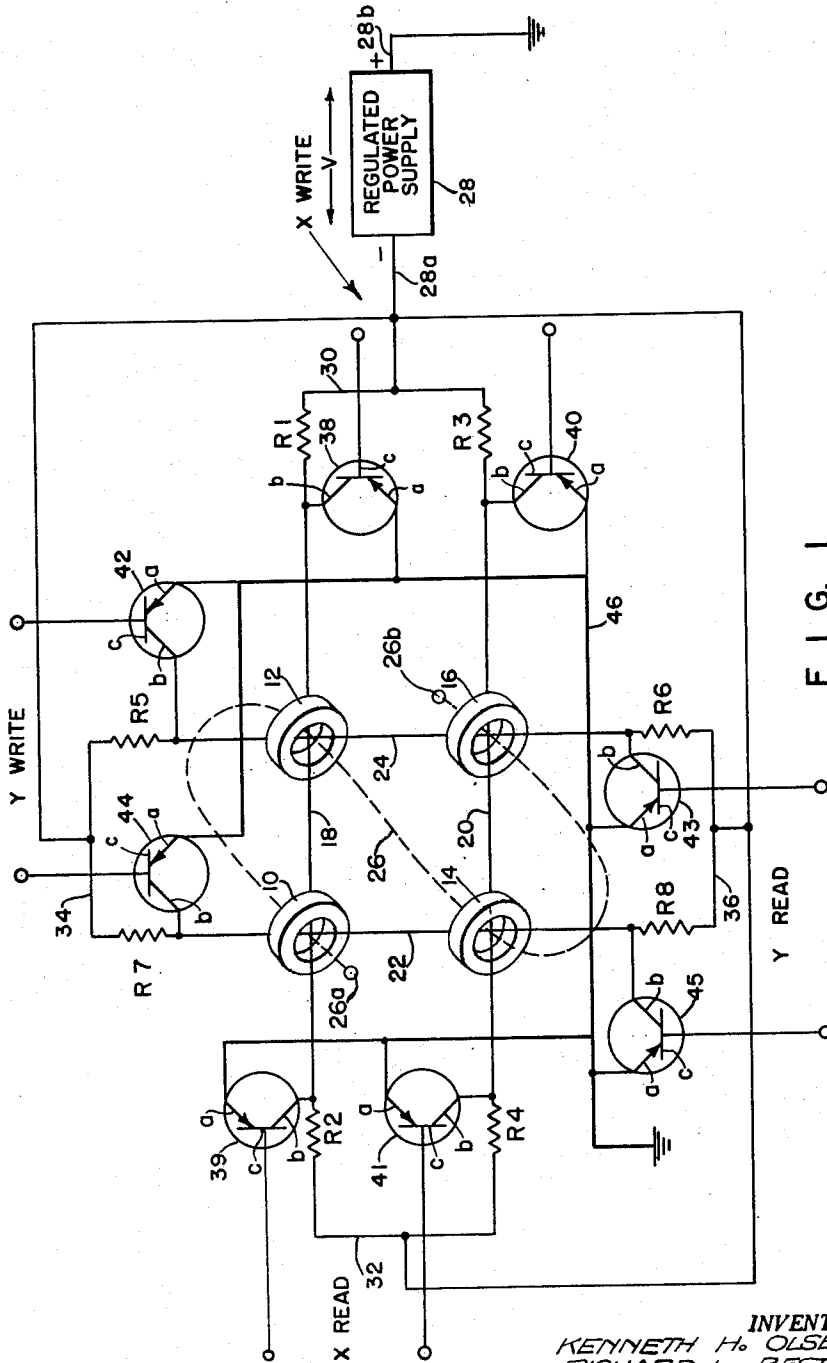 X WRITE
V
REGULATED
POWER
SUPPLY
28
+
28b
−
28a
30
R1
38
c
b
a
R3
40
c
b
a
Y WRITE
42
a
c
b
44
a
c
b
34
R5
R7
12
10
18
26
26a
26b
24
22
16
14
20
46
39
a
c
b
R2
41
a
c
b
R4
32
X READ
R6
R8
43
a
b
c
45
a
b
c
36
Y READ
FIG. 1
KENNETH H.